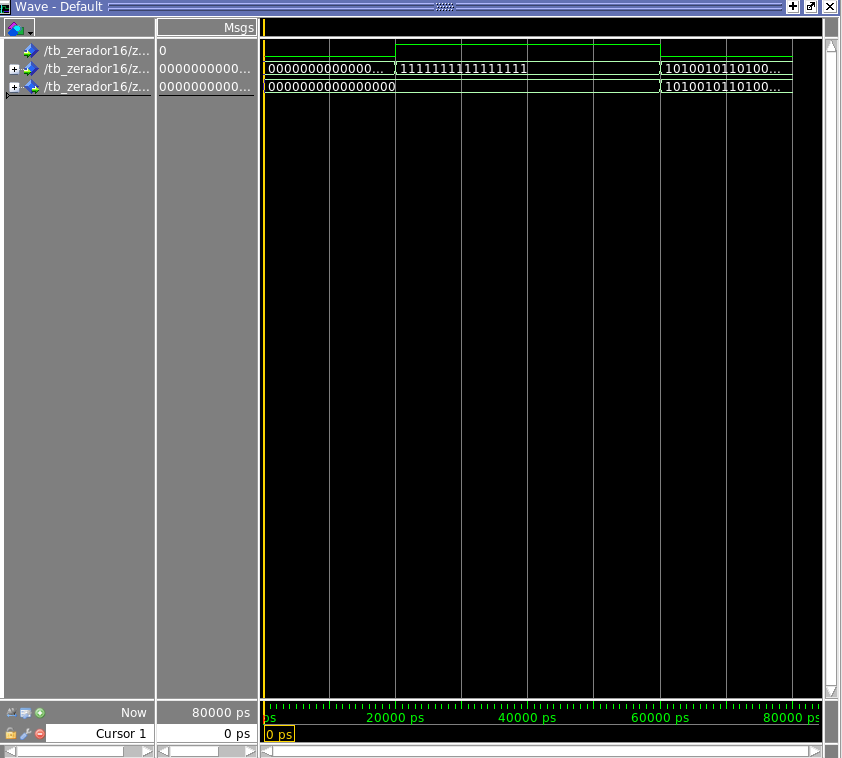 Wave - Default
Msgs
/tb_zerador16/z... 0
/tb_zerador16/z... 0000000000... 0000000000000... 1111111111111111 1010010110100...
/tb_zerador16/z... 0000000000... 0000000000000000 1010010110100...
Now 80000 ps ps 20000 ps 40000 ps 60000 ps 80000 ps
Cursor 1 0 ps 0 ps